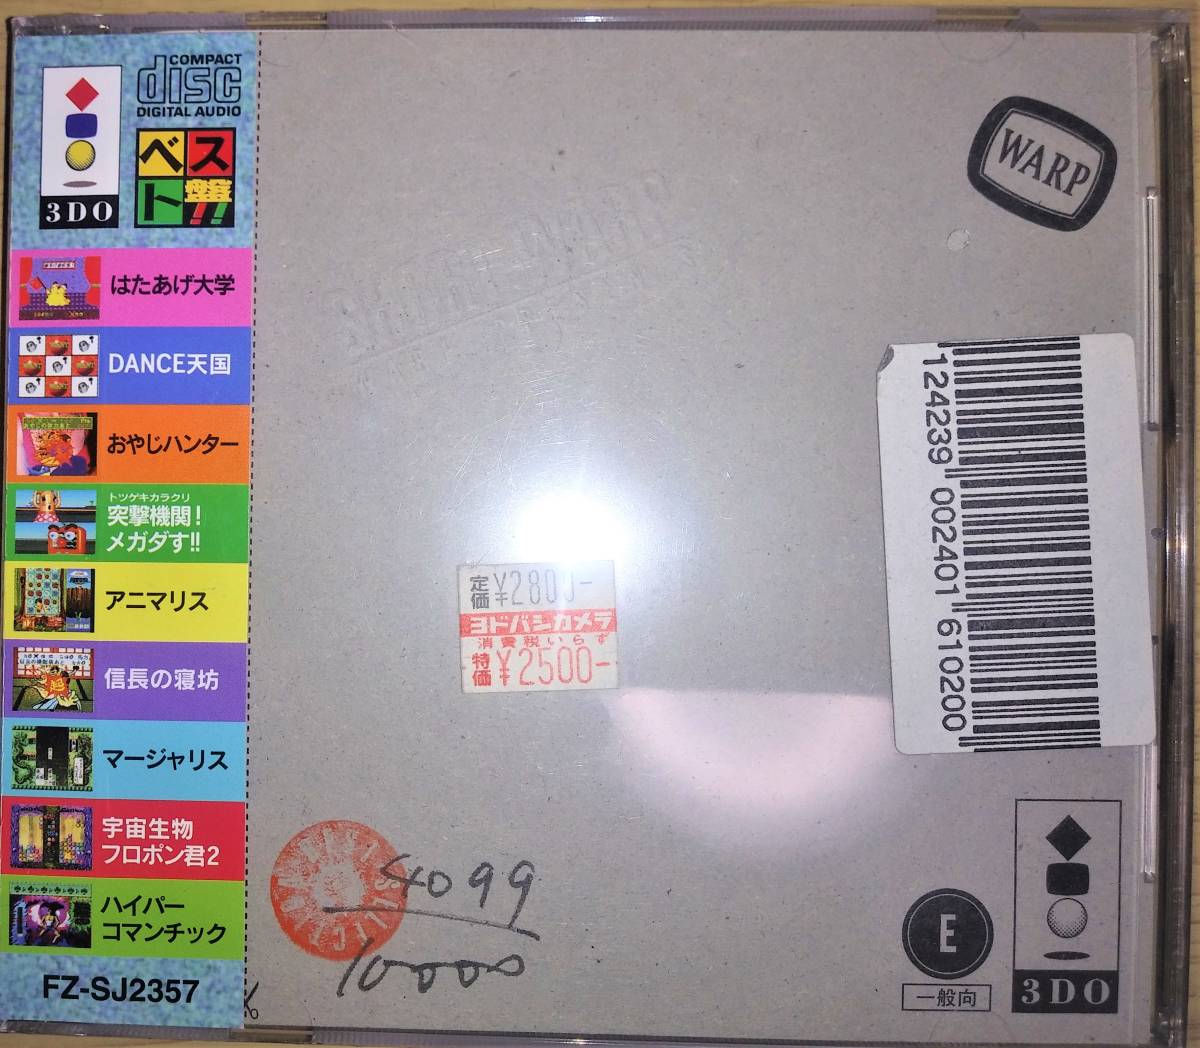 COMPACT
disc
DIGITAL AUDIO
3DO
ベスト盤!!
はたあげ大学
DANCE天国
おやじハンター
トツゲキカラクリ
突撃機関!
メガダす!!
アニマリス
信長の寝坊
マージャリス
宇宙生物
フロポン君2
ハイパー
コマンチック
FZ-SJ2357
WARP
124239 002401 610200
定価 ¥2800-
ヨドバシカメラ
消費税いらず
特価 ¥2500-
4099
10000
E
一般向
3DO